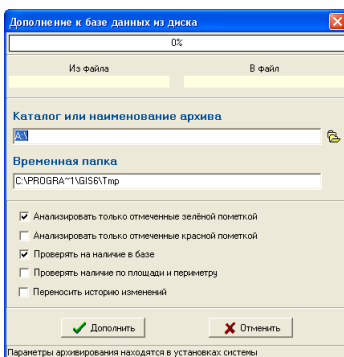 Дополнение к базе данных из диска
0%
Из файла
В файл
Каталог или наименование архива
A:\
Временная папка
C:\PROGRA~1\GIS6\Tmp
Анализировать только отмеченные зелёной пометкой
Анализировать только отмеченные красной пометкой
Проверять на наличие в базе
Проверять наличие по площади и периметру
Переносить историю изменений
Дополнить
Отменить
Параметры архивирования находятся в установках системы